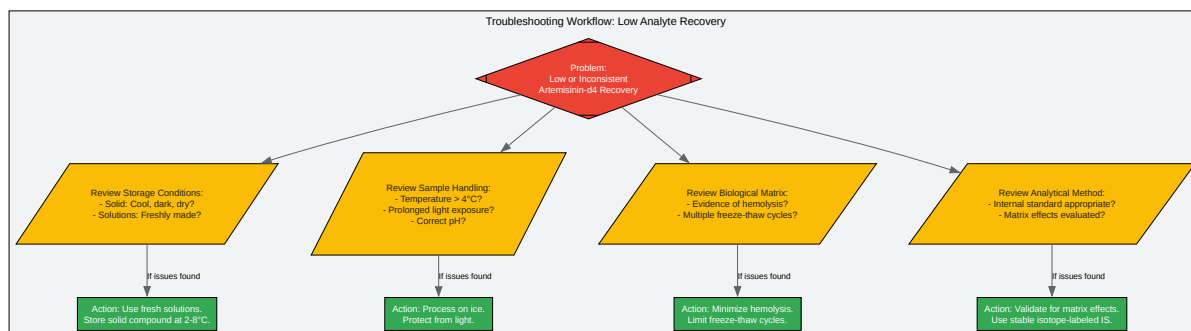 Troubleshooting Workflow: Low Analyte Recovery
Problem:
Low or Inconsistent
Artemisinin-d4 Recovery
Review Storage Conditions:
- Solid: Cool, dark, dry?
- Solutions: Freshly made?
Review Sample Handling:
- Temperature > 4°C?
- Prolonged light exposure?
- Correct pH?
Review Biological Matrix:
- Evidence of hemolysis?
- Multiple freeze-thaw cycles?
Review Analytical Method:
- Internal standard appropriate?
- Matrix effects evaluated?
If issues found
If issues found
If issues found
If issues found
Action: Use fresh solutions.
Store solid compound at 2-8°C.
Action: Process on ice.
Protect from light.
Action: Minimize hemolysis.
Limit freeze-thaw cycles.
Action: Validate for matrix effects.
Use stable isotope-labeled IS.